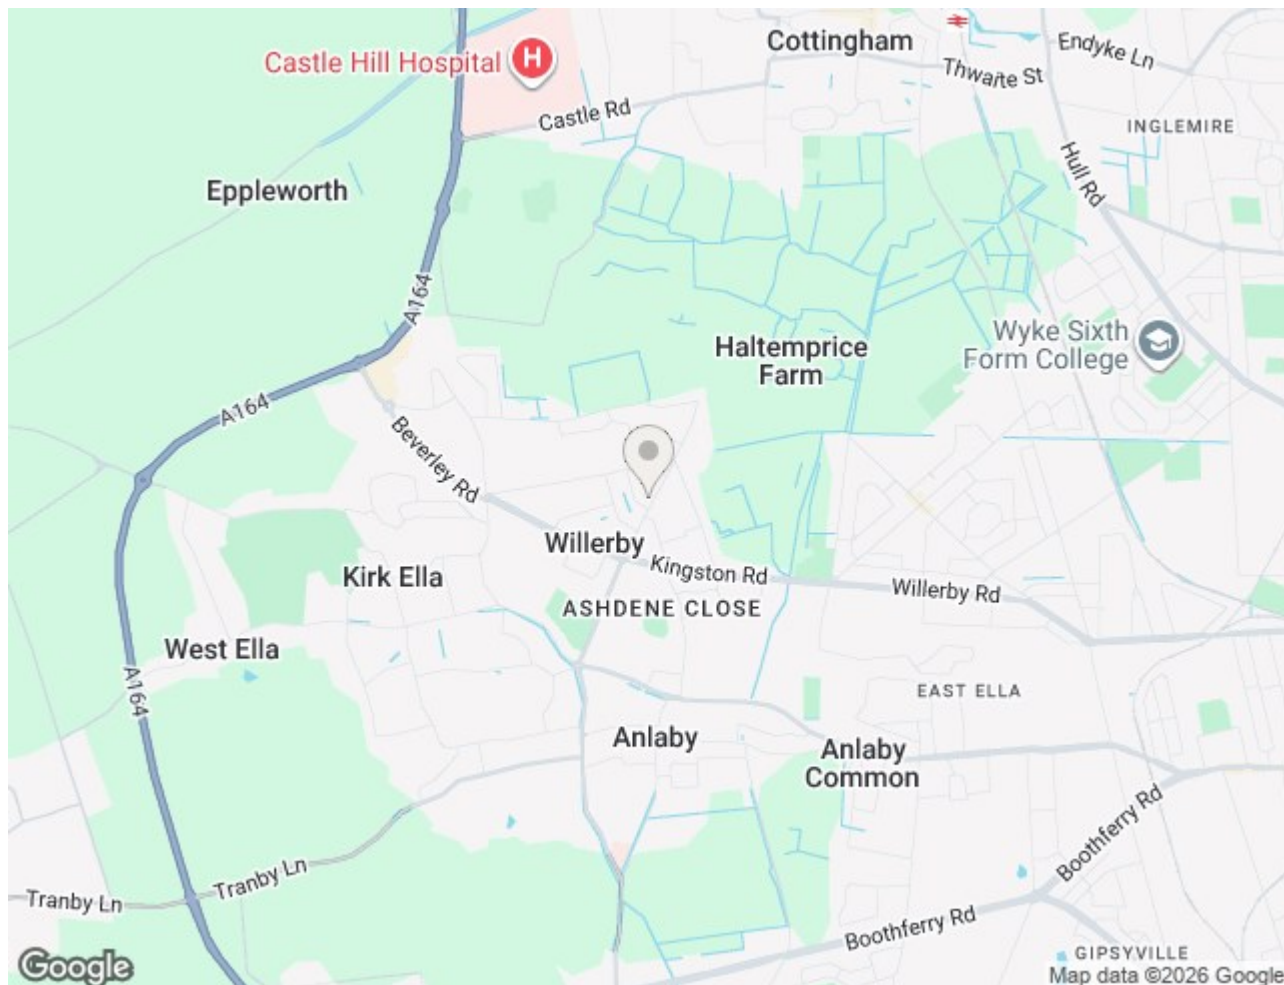 Cottingham
Endyke Ln
Castle Hill Hospital
H
Thwaite St
Castle Rd
INGLEMIRE
Hull Rd
Eppleworth
A164
Wyke Sixth
Form College
Haltemprice
Farm
A164
Beverley Rd
Willerby
Kingston Rd
Kirk Ella
Willerby Rd
ASHDENE CLOSE
West Ella
A164
EAST ELLA
Anlaby
Anlaby
Common
Boothferry Rd
Tranby Ln
Tranby Ln
Boothferry Rd
GIPSYVILLE
Google
Map data ©2026 Google